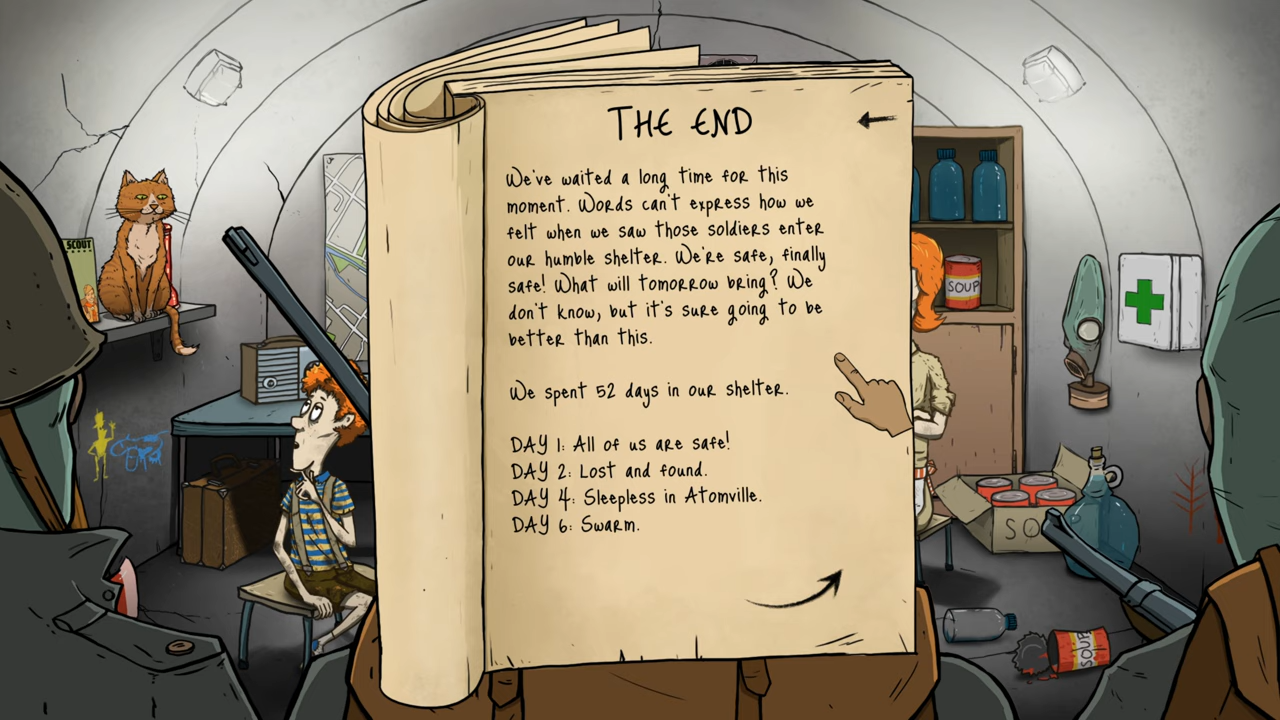 THE END
We've waited a long time for this
moment. Words can't express how we
felt when we saw those soldiers enter
our humble shelter. We're safe, finally
safe! What will tomorrow bring? We
don't know, but it's sure going to be
better than this.
We spent 52 days in our shelter.
DAY 1: All of us are safe!
DAY 2: Lost and found.
DAY 4: Sleepless in Atomville.
DAY 6: Swarm.
SCOUT
SOUP
SO
SOUP